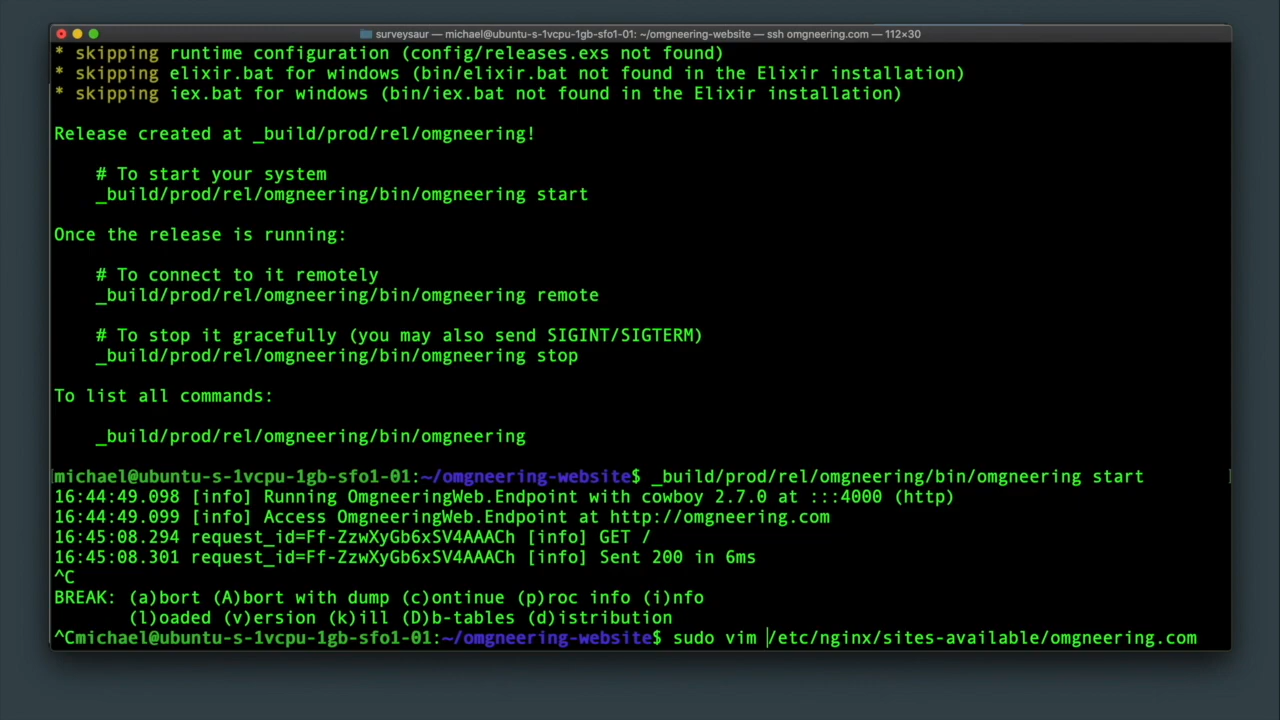 surveysaur — michael@ubuntu-s-1vcpu-1gb-sfo1-01: ~/omgneering-website — ssh omgneering.com — 112×30
* skipping runtime configuration (config/releases.exs not found)
* skipping elixir.bat for windows (bin/elixir.bat not found in the Elixir installation)
* skipping iex.bat for windows (bin/iex.bat not found in the Elixir installation)
Release created at _build/prod/rel/omgneering!
# To start your system
_build/prod/rel/omgneering/bin/omgneering start
Once the release is running:
# To connect to it remotely
_build/prod/rel/omgneering/bin/omgneering remote
# To stop it gracefully (you may also send SIGINT/SIGTERM)
_build/prod/rel/omgneering/bin/omgneering stop
To list all commands:
_build/prod/rel/omgneering/bin/omgneering
michael@ubuntu-s-1vcpu-1gb-sfo1-01:~/omgneering-website$ _build/prod/rel/omgneering/bin/omgneering start
16:44:49.098 [info] Running OmgneeringWeb.Endpoint with cowboy 2.7.0 at :::4000 (http)
16:44:49.099 [info] Access OmgneeringWeb.Endpoint at http://omgneering.com
16:45:08.294 request_id=Ff-ZzwXyGb6xSV4AAACh [info] GET /
16:45:08.301 request_id=Ff-ZzwXyGb6xSV4AAACh [info] Sent 200 in 6ms
^C
BREAK: (a)bort (A)bort with dump (c)ontinue (p)roc info (i)nfo
(l)oaded (v)ersion (k)ill (D)b-tables (d)istribution
^Cmichael@ubuntu-s-1vcpu-1gb-sfo1-01:~/omgneering-website$ sudo vim /etc/nginx/sites-available/omgneering.com